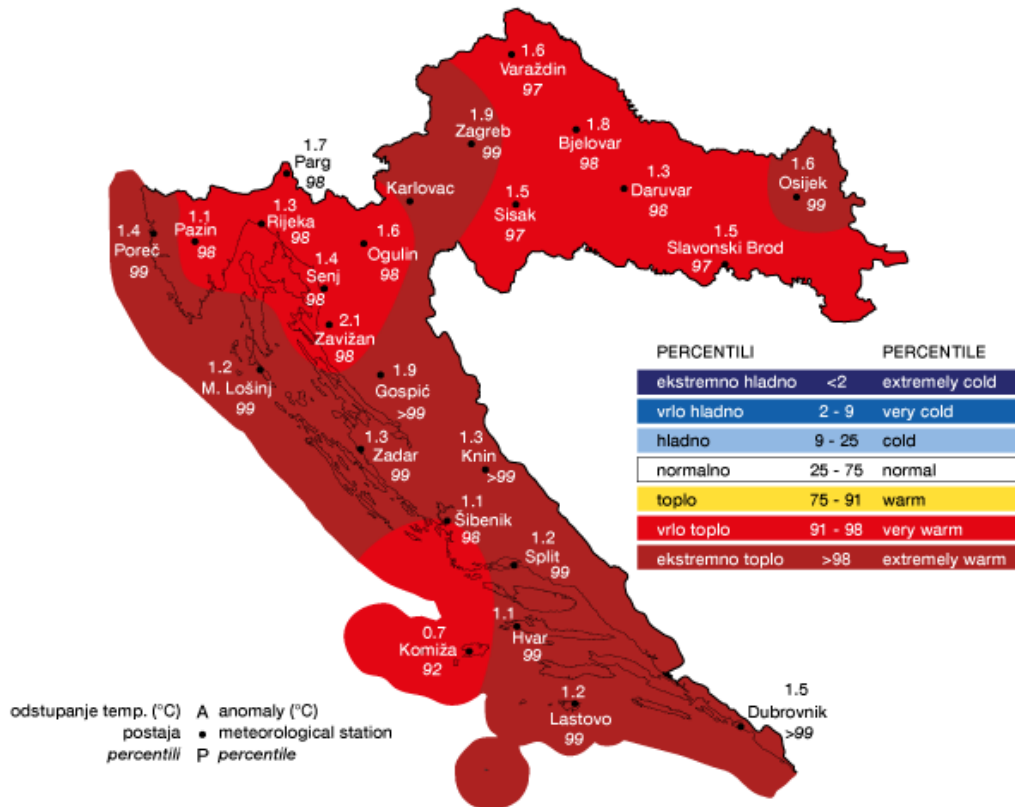 1.6
Varaždin
97
1.9
Zagreb
99
1.8
Bjelovar
98
1.7
Parg
98
1.3
Daruvar
98
1.6
Osijek
99
Karlovac
1.5
Sisak
97
1.4
Poreč
99
1.1
Pazin
98
1.3
Rijeka
98
1.6
Ogulin
98
1.5
Slavonski Brod
97
1.4
Senj
98
2.1
Zavižan
98
1.2
M. Lošinj
99
1.9
Gospić
>99
1.3
Zadar
99
1.3
Knin
>99
1.1
Šibenik
98
1.2
Split
99
1.1
Hvar
99
0.7
Komiža
92
1.2
Lastovo
99
1.5
Dubrovnik
>99
PERCENTILI PERCENTILE
ekstremno hladno <2 extremely cold
vrlo hladno 2 - 9 very cold
hladno 9 - 25 cold
normalno 25 - 75 normal
toplo 75 - 91 warm
vrlo toplo 91 - 98 very warm
ekstremno toplo >98 extremely warm
odstupanje temp. (°C) A anomaly (°C)
postaja • meteorological station
percentili P percentile